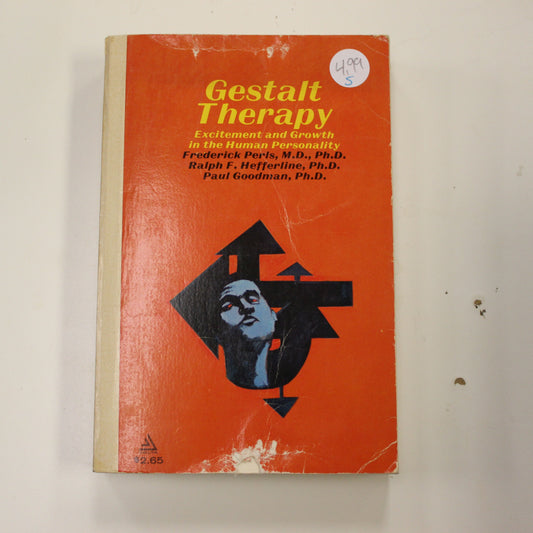 4.99
S
Gestalt
Therapy
Excitement and Growth
in the Human Personality
Frederick Perls, M.D., Ph.D.
Ralph F. Hefferline, Ph.D.
Paul Goodman, Ph.D.
$2.65